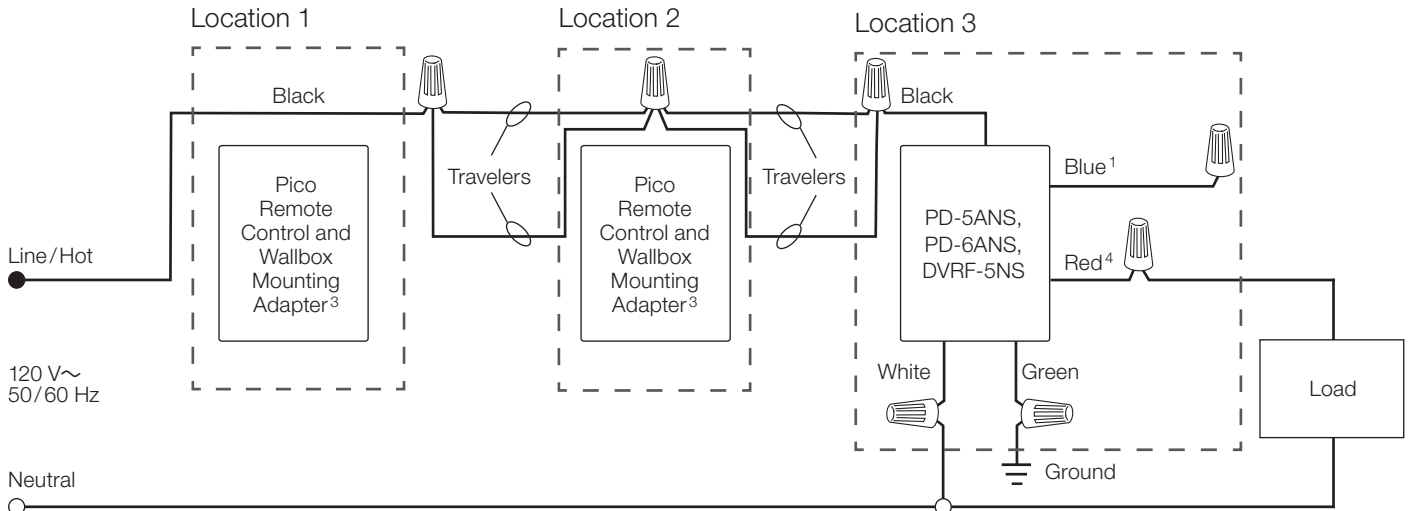 Location 1
Location 2
Location 3
Black
Black
Blue¹
Travelers
Travelers
Pico
Remote
Control and
Wallbox
Mounting
Adapter³
Pico
Remote
Control and
Wallbox
Mounting
Adapter³
PD-5ANS,
PD-6ANS,
DVRF-5NS
Line/Hot
Red⁴
120 V~
50/60 Hz
White
Green
Load
Neutral
Ground